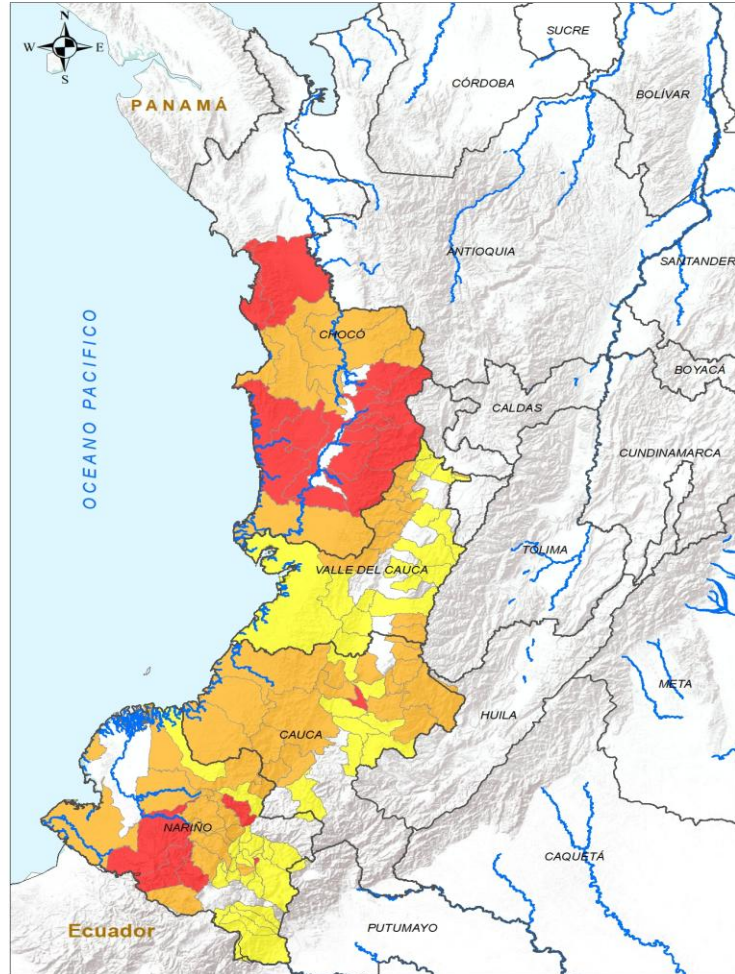 N
W E
S
SUCRE
CÓRDOBA
BOLÍVAR
PANAMÁ
ANTIOQUIA
SANTANDER
OCEANO PACIFICO
CHOCÓ
BOYACÁ
CALDAS
CUNDINAMARCA
TOLIMA
VALLE DEL CAUCA
META
HUILA
CAUCA
NARIÑO
CAQUETÁ
PUTUMAYO
Ecuador